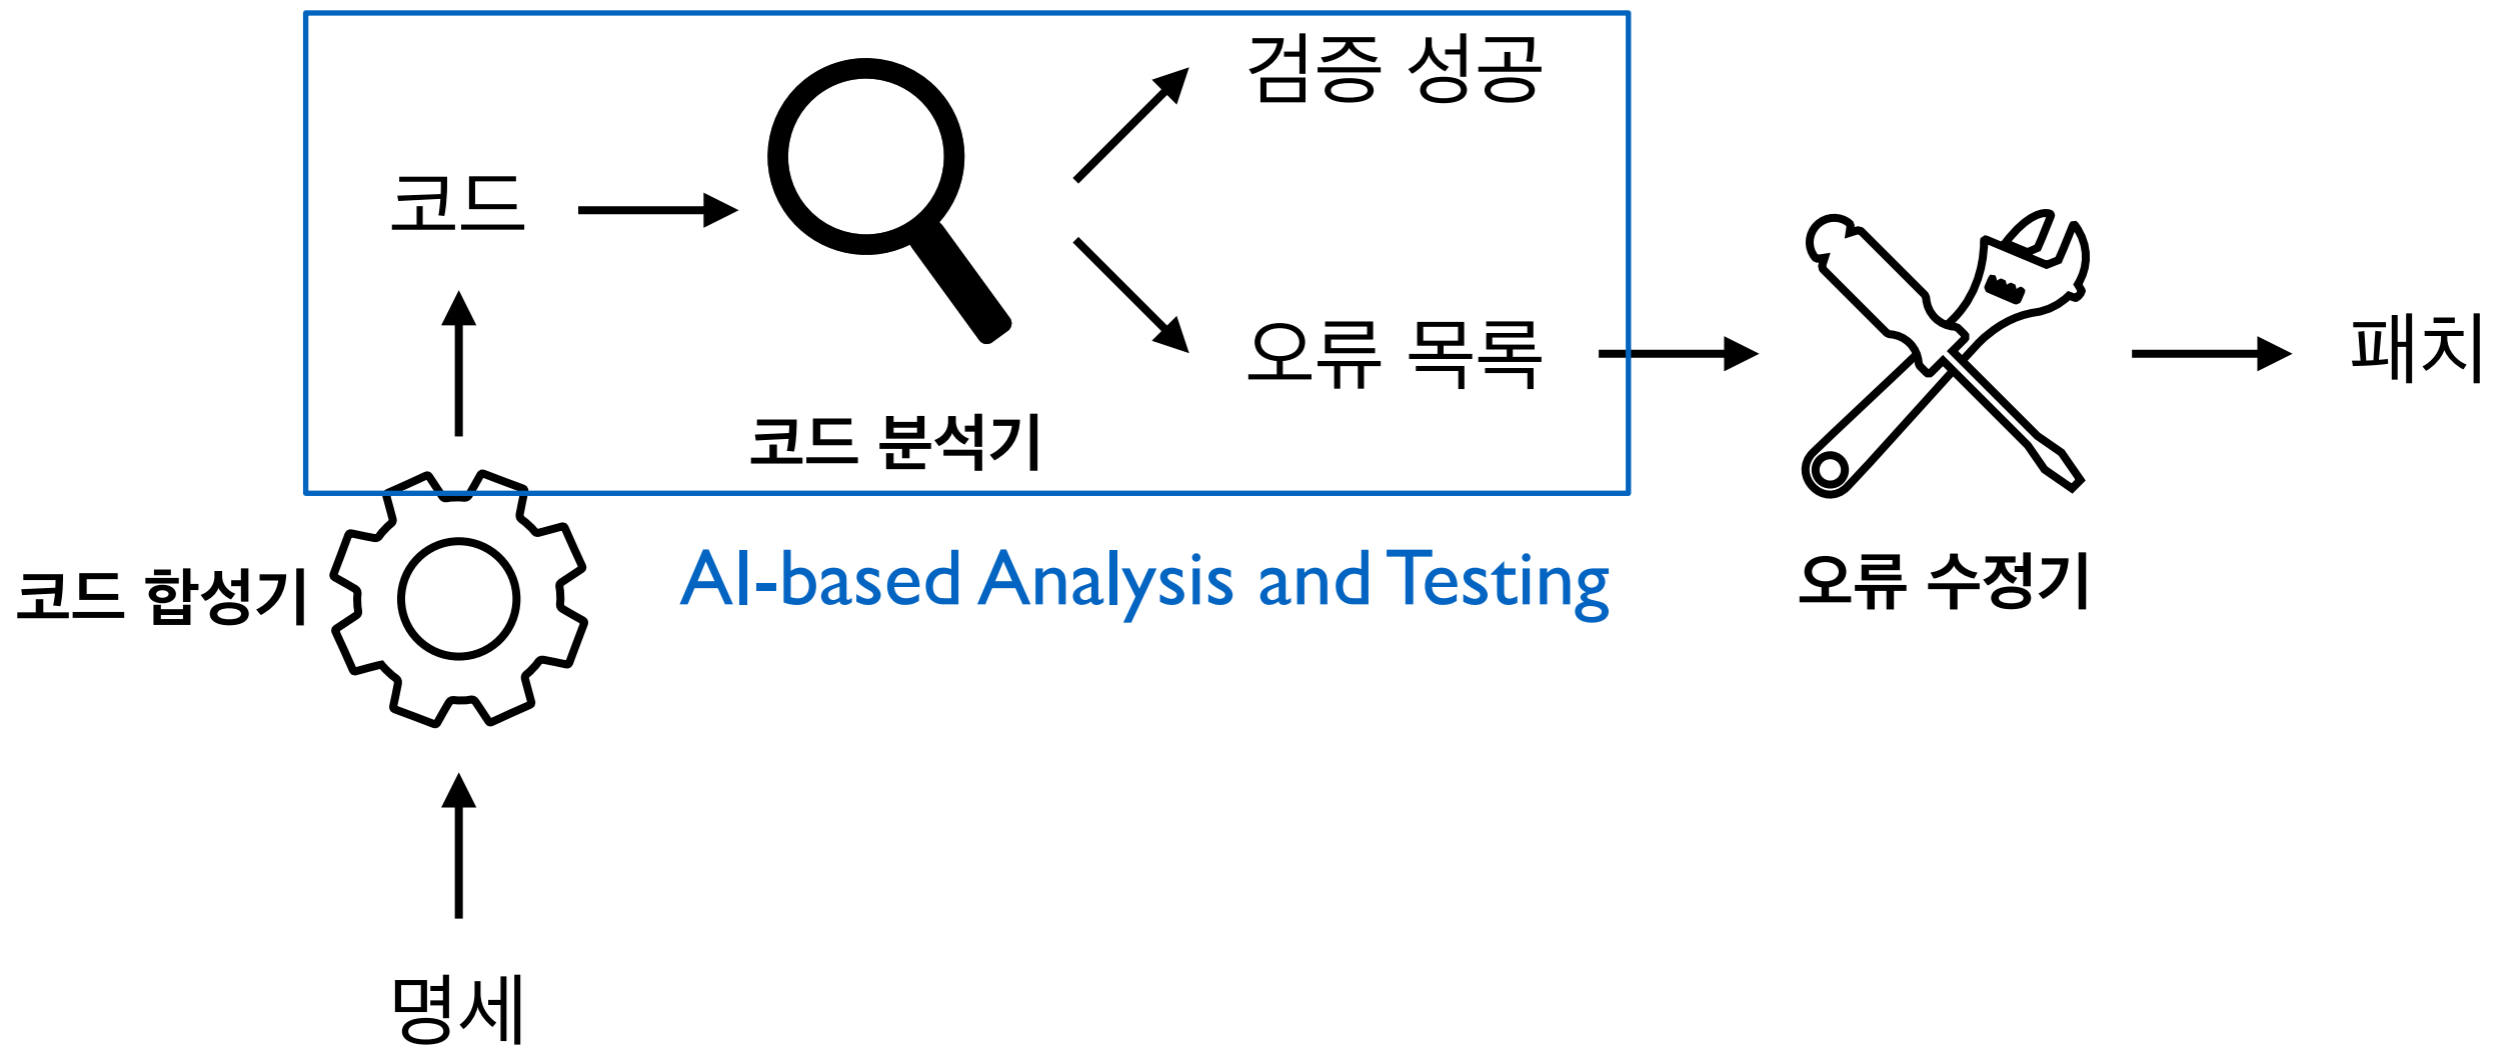 검증 성공
코드
오류 목록
패치
코드 분석기
AI-based Analysis and Testing
코드 합성기
오류 수정기
명세